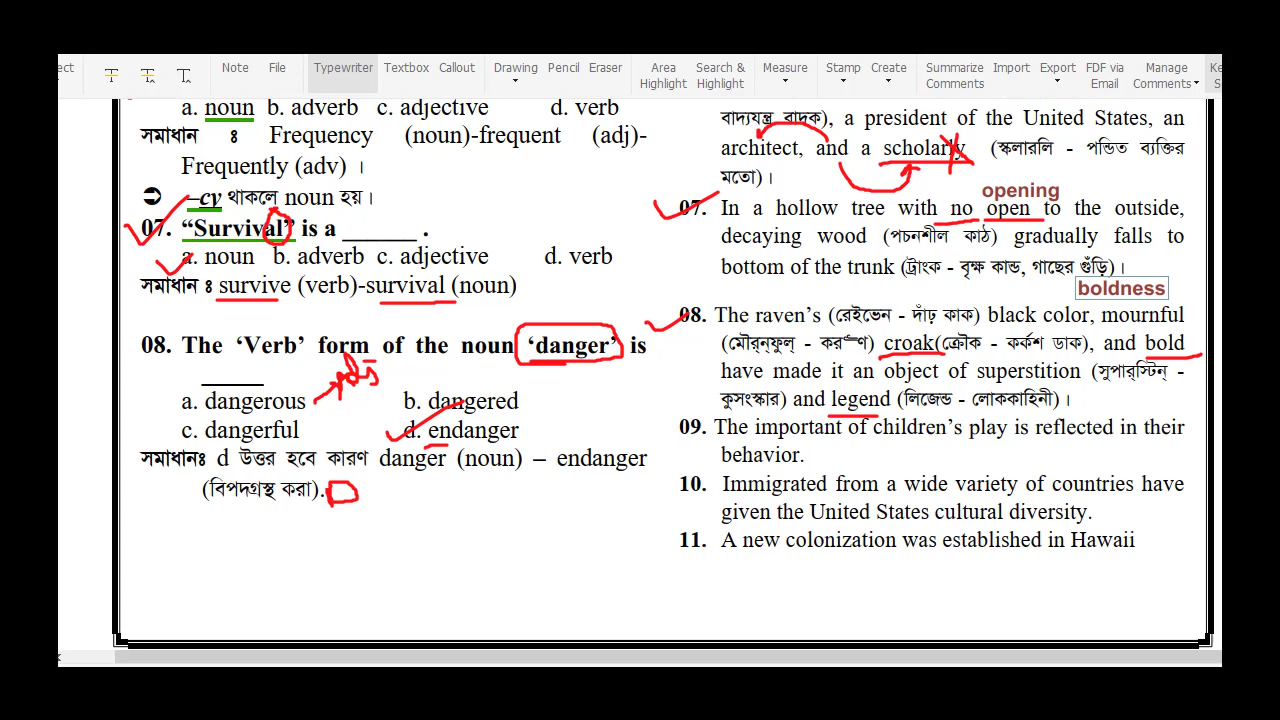 ect
Note File Typewriter Textbox Callout Drawing Pencil Eraser Area Highlight Search & Highlight Measure Stamp Create Summarize Comments Import Export FDF via Email Manage Comments Ke
a. noun b. adverb c. adjective d. verb
সমাধান ঃ Frequency (noun)-frequent (adj)-
Frequently (adv) ।
–cy থাকলে noun হয়।
07. “Survival” is a ______ .
a. noun b. adverb c. adjective d. verb
সমাধান ঃ survive (verb)-survival (noun)
08. The ‘Verb’ form of the noun ‘danger’ is
______
adj
a. dangerous b. dangered
c. dangerful d. endanger
সমাধানঃ d উত্তর হবে কারণ danger (noun) – endanger
(বিপদগ্রস্থ করা).
বাদ্যযন্ত্র বাদক), a president of the United States, an
architect, and a scholarly (স্কলারলি - পন্ডিত ব্যক্তির
মতো)।
opening
07. In a hollow tree with no open to the outside,
decaying wood (পচনশীল কাঠ) gradually falls to
bottom of the trunk (ট্রাংক - বৃক্ষ কান্ড, গাছের গুঁড়ি)।
boldness
08. The raven’s (রেইভেন - দাঁড় কাক) black color, mournful
(মৌর্‌ন্‌ফুল্‌ - করুণ) croak(ক্রৌক - কর্কশ ডাক), and bold
have made it an object of superstition (সুপার্‌স্টিন্‌ -
কুসংস্কার) and legend (লিজেন্ড - লোককাহিনী)।
09. The important of children’s play is reflected in their
behavior.
10. Immigrated from a wide variety of countries have
given the United States cultural diversity.
11. A new colonization was established in Hawaii